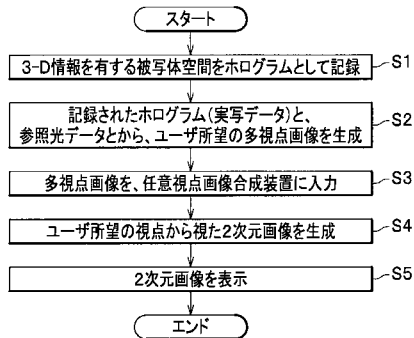 スタート
3-D情報を有する被写体空間をホログラムとして記録 S1
記録されたホログラム(実写データ)と、
参照光データとから、ユーザ所望の多視点画像を生成 S2
多視点画像を、任意視点画像合成装置に入力 S3
ユーザ所望の視点から視た2次元画像を生成 S4
2次元画像を表示 S5
エンド